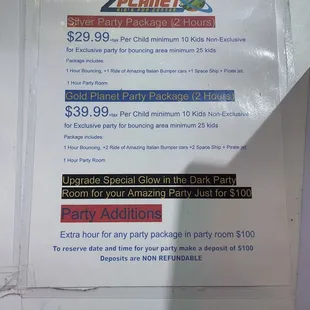 PLANET
Silver Party Package (2 Hours)
$29.99+tax Per Child minimum 10 Kids Non-Exclusive
for Exclusive party for bouncing area minimum 25 kids
Package includes:
1 Hour Bouncing, +1 Ride of Amazing Italian Bumper cars +1 Space Ship + Pirate
1 Hour Party Room
Gold Planet Party Package (2 Hours)
$39.99+tax Per Child minimum 10 Kids Non-Exclusive
for Exclusive party for bouncing area minimum 25 kids
Package includes:
1 Hour Bouncing, +2 Ride of Amazing Italian Bumper cars +2 Space Ship + Pirate
1 Hour Party Room
Upgrade Special Glow in the Dark Party
Room for your Amazing Party Just for $100
Party Additions
Extra hour for any party package in party room $100
To reserve date and time for your party make a deposit of $100
Deposits are NON REFUNDABLE